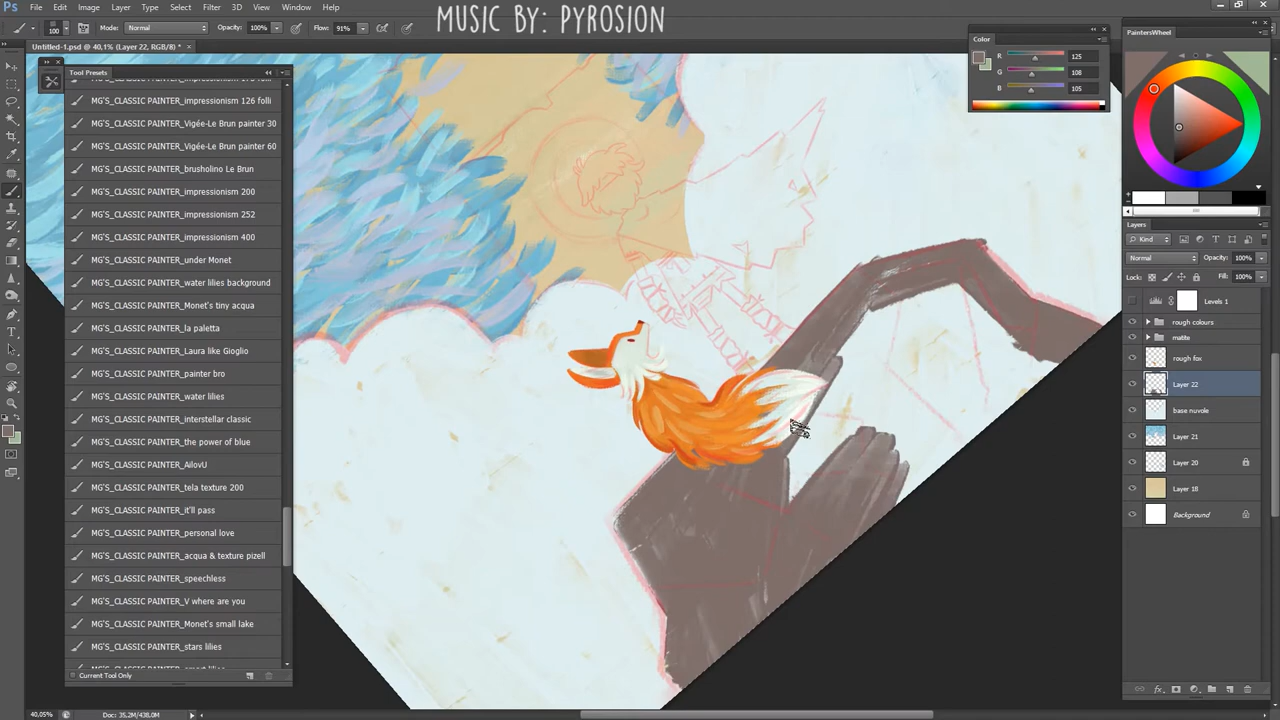 MUSIC BY: PYROSION
Ps File Edit Image Layer Type Select Filter 3D View Window Help
100 Mode: Normal Opacity: 100% Flow: 91%
Untitled-1.psd @ 40,1% (Layer 22, RGB/8) *
Tool Presets
MG'S_CLASSIC PAINTER_impressionism 126 folli
MG'S_CLASSIC PAINTER_Vigée-Le Brun painter 30
MG'S_CLASSIC PAINTER_Vigée-Le Brun painter 60
MG'S_CLASSIC PAINTER_brusholino Le Brun
MG'S_CLASSIC PAINTER_impressionism 200
MG'S_CLASSIC PAINTER_impressionism 252
MG'S_CLASSIC PAINTER_impressionism 400
MG'S_CLASSIC PAINTER_under Monet
MG'S_CLASSIC PAINTER_water lilies background
MG'S_CLASSIC PAINTER_Monet's tiny acqua
MG'S_CLASSIC PAINTER_la paletta
MG'S_CLASSIC PAINTER_Laura like Gioglio
MG'S_CLASSIC PAINTER_painter bro
MG'S_CLASSIC PAINTER_water lilies
MG'S_CLASSIC PAINTER_interstellar classic
MG'S_CLASSIC PAINTER_the power of blue
MG'S_CLASSIC PAINTER_AilovU
MG'S_CLASSIC PAINTER_tela texture 200
MG'S_CLASSIC PAINTER_it'll pass
MG'S_CLASSIC PAINTER_personal love
MG'S_CLASSIC PAINTER_acqua & texture pizell
MG'S_CLASSIC PAINTER_speechless
MG'S_CLASSIC PAINTER_V where are you
MG'S_CLASSIC PAINTER_Monet's small lake
MG'S_CLASSIC PAINTER_stars lilies
Current Tool Only
40,05% Doc: 35,2M/438,0M
Color
R 125
G 108
B 105
PaintersWheel
Layers
Kind
Normal Opacity: 100%
Lock: Fill: 100%
Levels 1
rough colours
matite
rough fox
Layer 22
base nuvole
Layer 21
Layer 20
Layer 18
Background